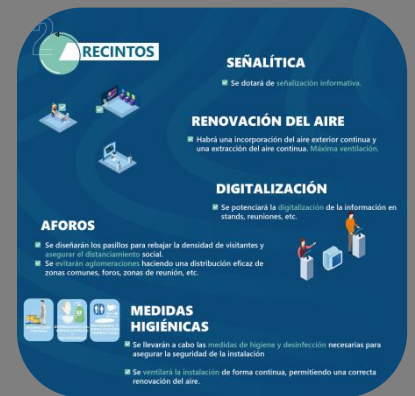 2
RECINTOS
SEÑALÍTICA
Se dotará de señalización informativa.
RENOVACIÓN DEL AIRE
Habrá una incorporación del aire exterior continua y
una extracción del aire continua. Máxima ventilación.
DIGITALIZACIÓN
Se potenciará la digitalización de la información en
stands, reuniones, etc.
AFOROS
Se diseñarán los pasillos para rebajar la densidad de visitantes y
asegurar el distanciamiento social.
Se evitarán aglomeraciones haciendo una distribución eficaz de
zonas comunes, foros, zonas de reunión, etc.
MEDIDAS
HIGIÉNICAS
Se llevarán a cabo las medidas de higiene y desinfección necesarias para
asegurar la seguridad de la instalación
Se ventilará la instalación de forma continua, permitiendo una correcta
renovación del aire.